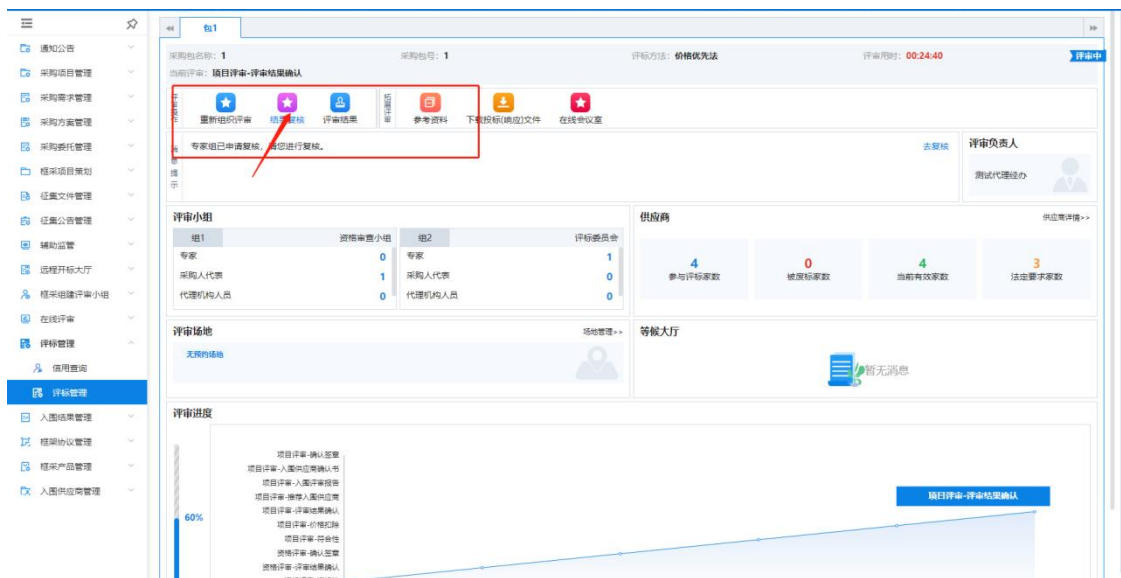 通知公告
采购项目管理
采购需求管理
采购方案管理
采购委托管理
框采项目策划
征集文件管理
征集公告管理
辅助监管
远程开标大厅
框采组建评审小组
在线评审
评标管理
信用查询
评标管理
入围结果管理
框架协议管理
框采产品管理
入围供应商管理
包1
采购包名称: 1 采购包号: 1 评标方法: 价格优先法 评审用时: 00:24:40 评审中
当前评审: 项目评审-评审结果确认
重新组织评审 结果复核 评审结果 拓展评审 参考资料 下载投标(响应)文件 在线会议室
消息提示
专家组已申请复核，请您进行复核。 去复核
评审负责人
测试代理经办
评审小组
组1 资格审查小组 组2 评标委员会
专家 0 专家 1
采购人代表 1 采购人代表 0
代理机构人员 0 代理机构人员 0
供应商 供应商详情>>
4 0 4 3
参与评标家数 被废标家数 当前有效家数 法定要求家数
评审场地 场地管理>>
无预约场地
等候大厅
暂无消息
评审进度
60%
项目评审-确认签章
项目评审-入围供应商确认书
项目评审-入围评审报告
项目评审-推荐入围供应商
项目评审-评审结果确认
项目评审-价格扣除
项目评审-符合性
资格评审-确认签章
资格评审-评审结果确认
项目评审-评审结果确认